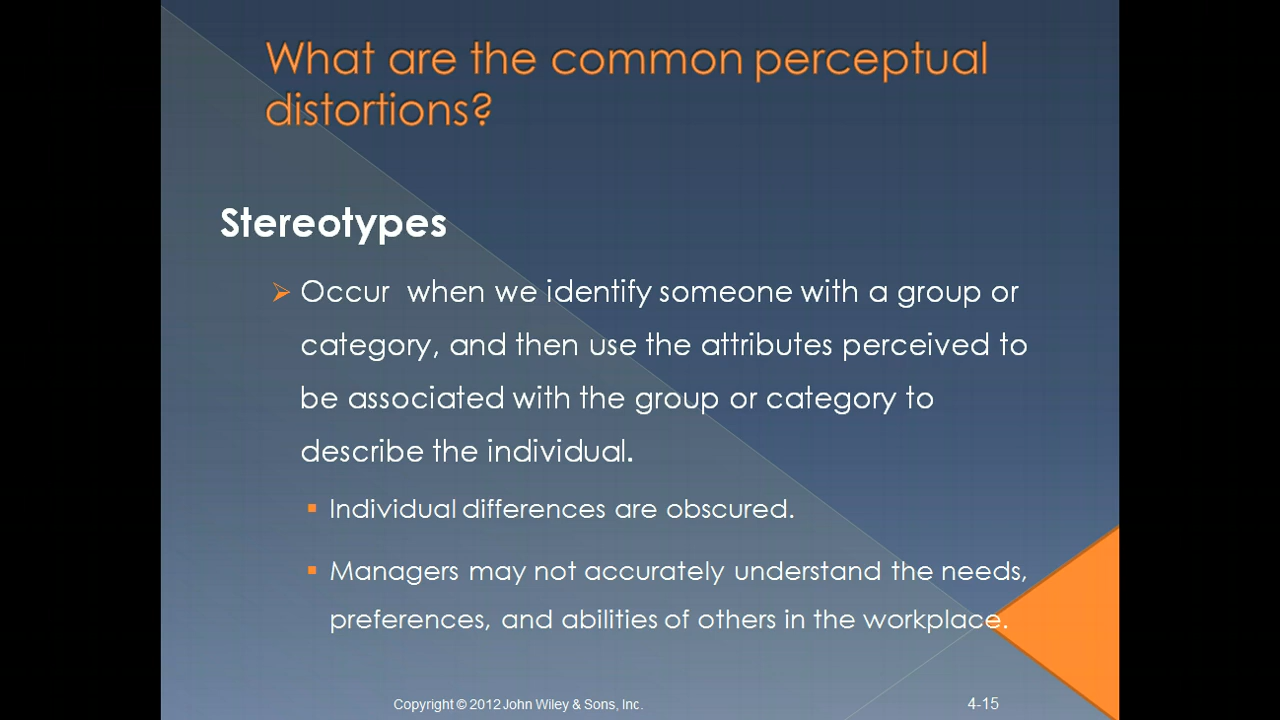 What are the common perceptual
distortions?
Stereotypes
Occur  when we identify someone with a group or
category, and then use the attributes perceived to
be associated with the group or category to
describe the individual.
Individual differences are obscured.
Managers may not accurately understand the needs,
preferences, and abilities of others in the workplace.
Copyright © 2012 John Wiley & Sons, Inc.
4-15